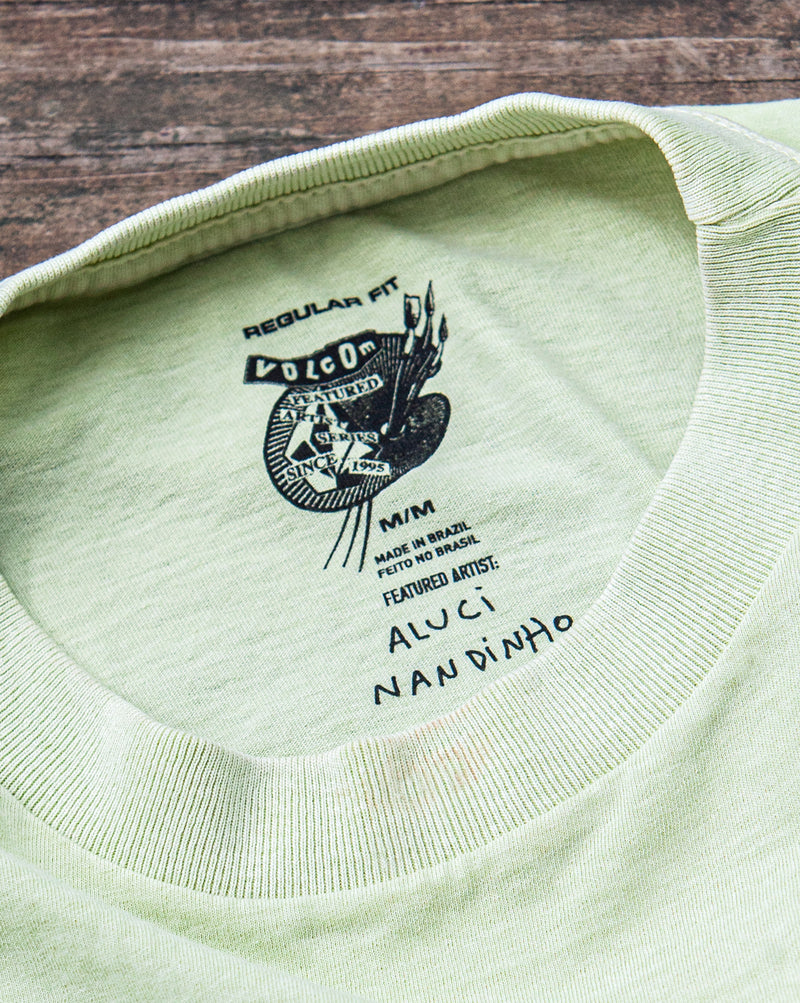 REGULAR FIT
VOLCOM
FEATURED
ARTIST
SERIES
SINCE 1995
M/M
MADE IN BRAZIL
FEITO NO BRASIL
FEATURED ARTIST:
ALUCi
NANDiNHO